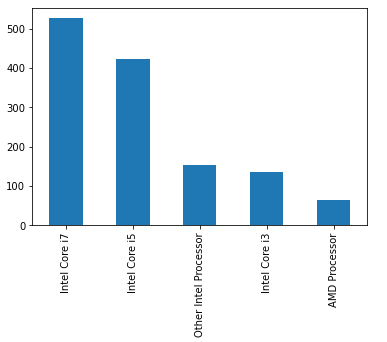 500
400
300
200
100
0
Intel Core i7
Intel Core i5
Other Intel Processor
Intel Core i3
AMD Processor